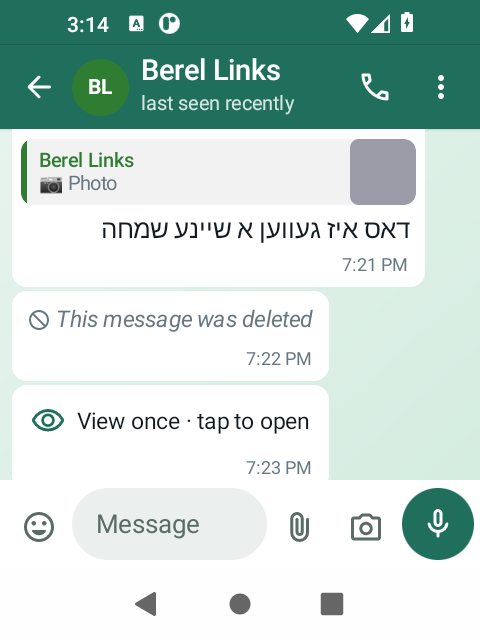 3:14
BL
Berel Links
last seen recently
Berel Links
📷 Photo
דאס איז געווען א שיינע שמחה
7:21 PM
This message was deleted
7:22 PM
View once · tap to open
7:23 PM
Message